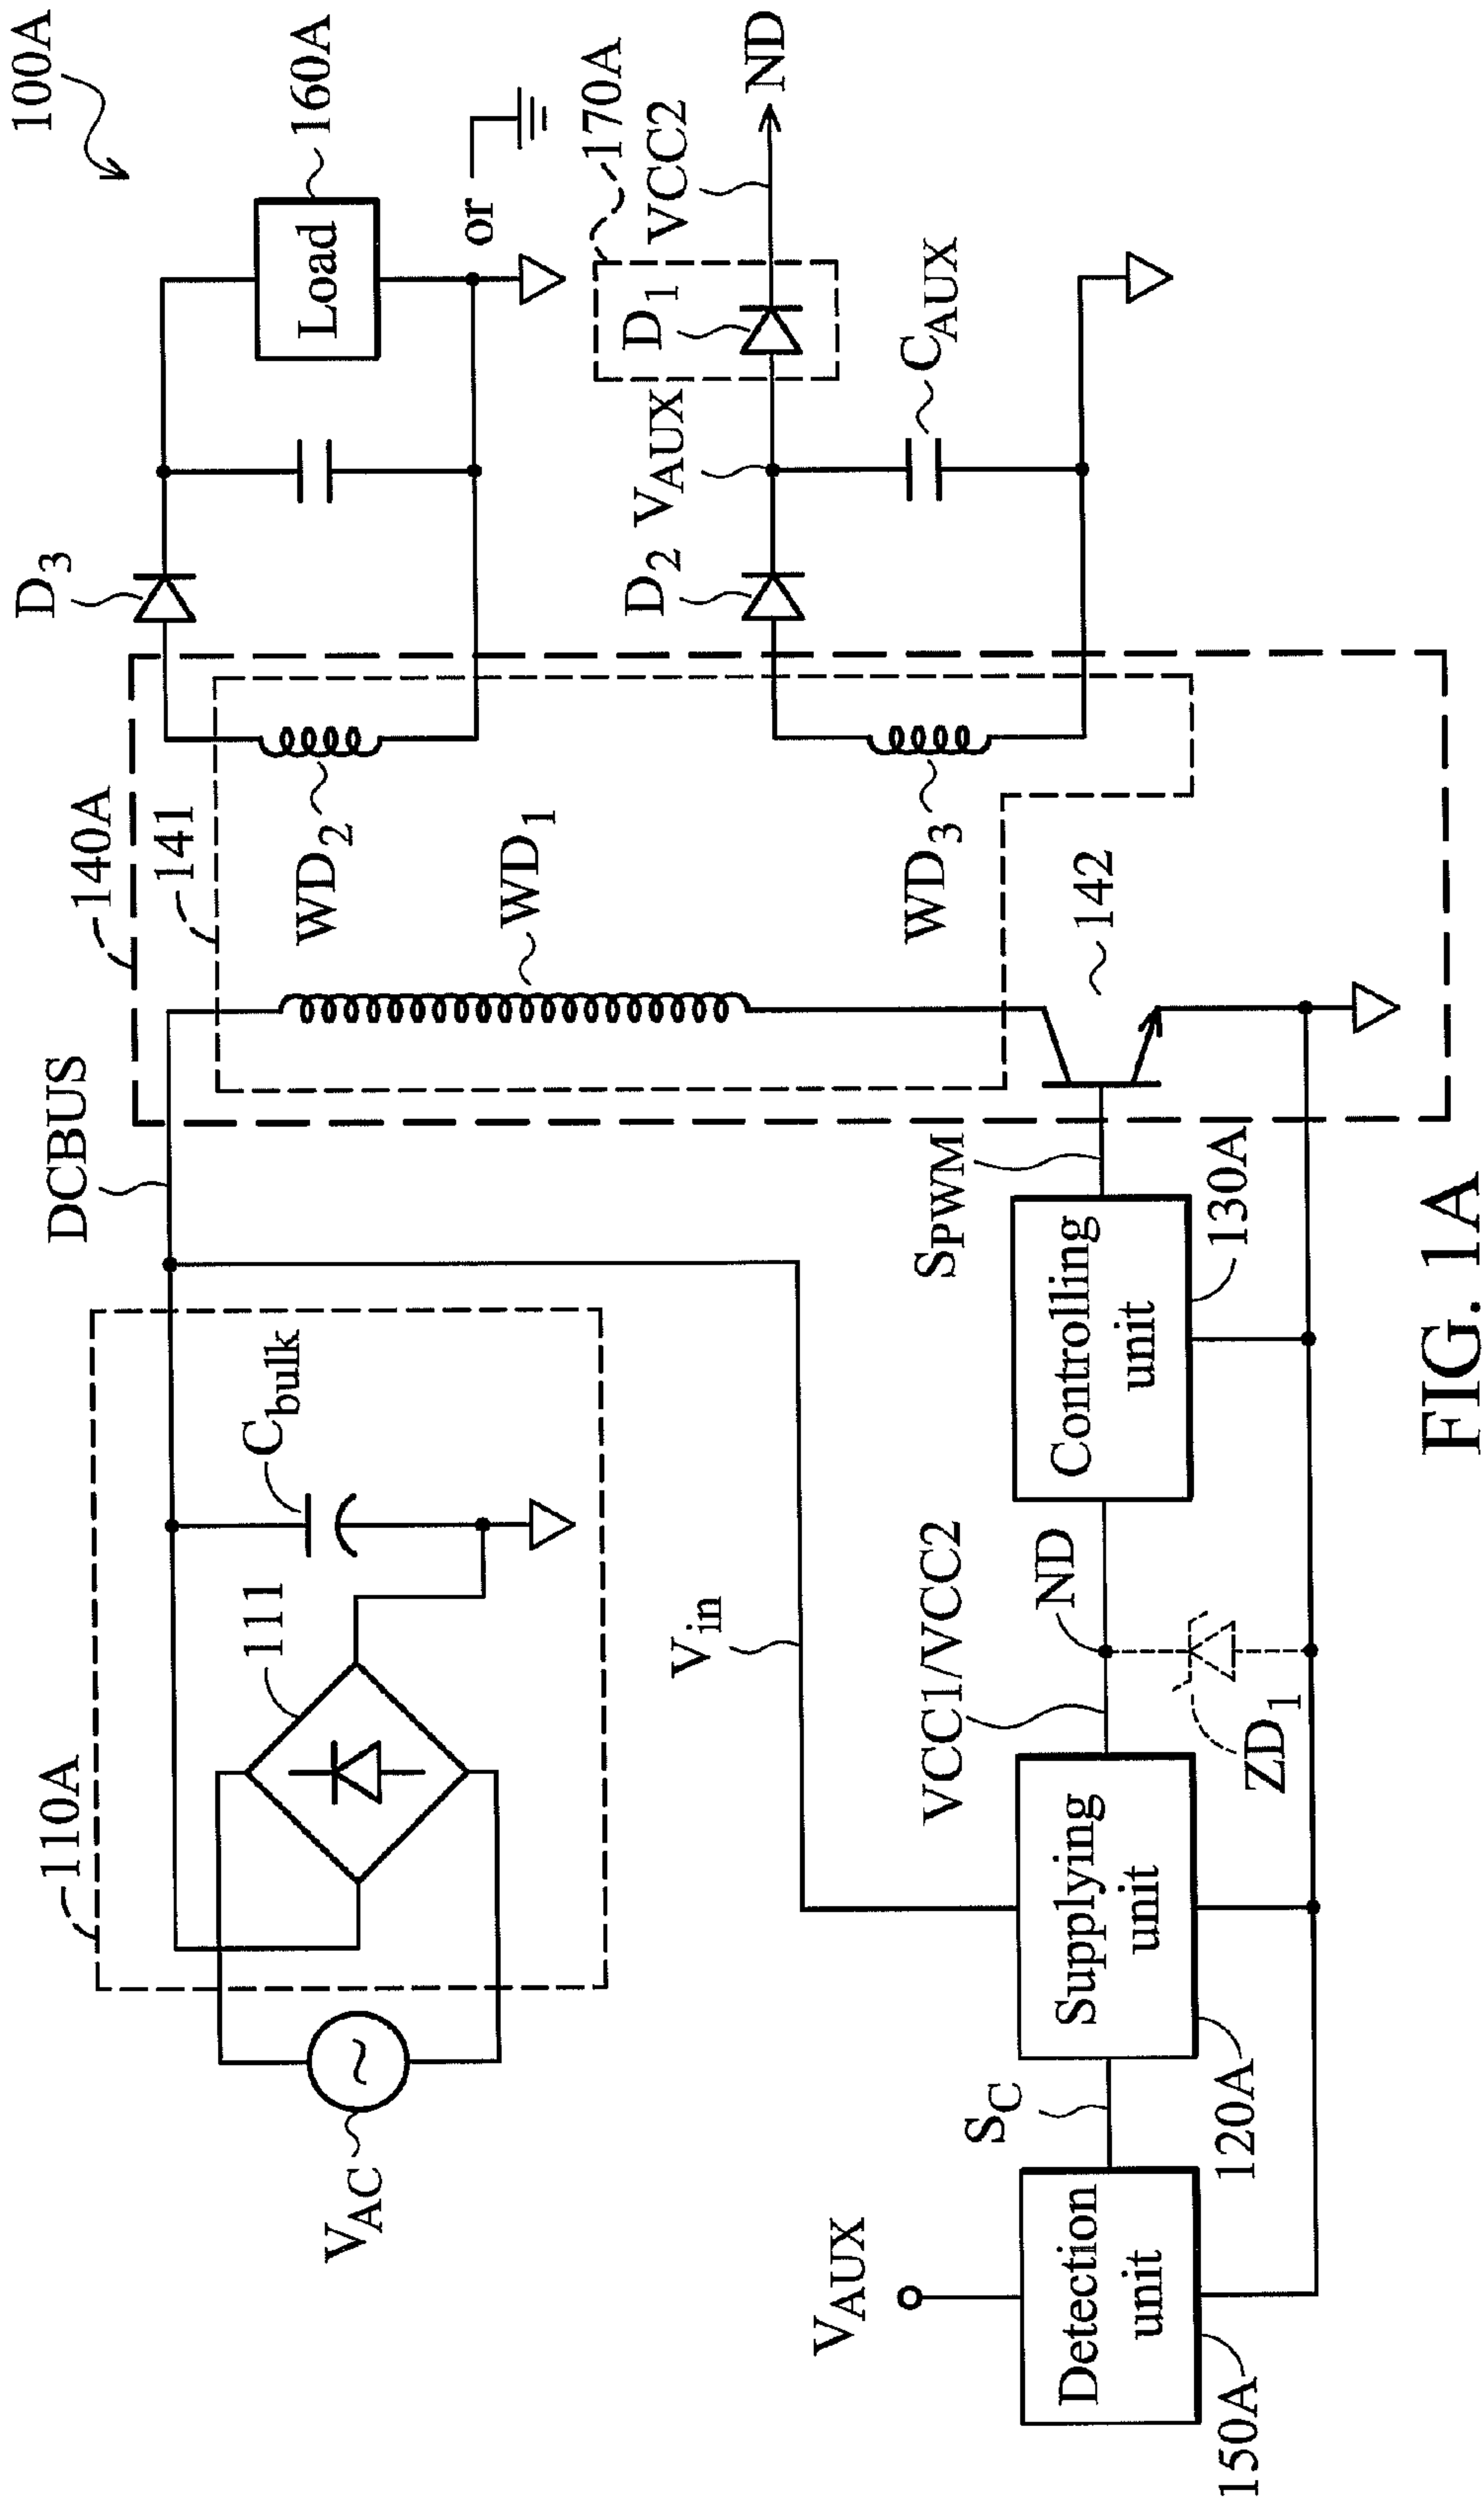 100A
110A
111
C bulk
DCBUS
140A
141
D3
Load
160A
or
VAC
WD2
WD1
Vin
D2
VAUX
D1
170A
VCC2
ND
WD3
CAUX
VAUX
SC
VCC1/VCC2
ND
SPWM
142
Detection
unit
Supplying
unit
Controlling
unit
150A
120A
ZD1
130A
FIG. 1A